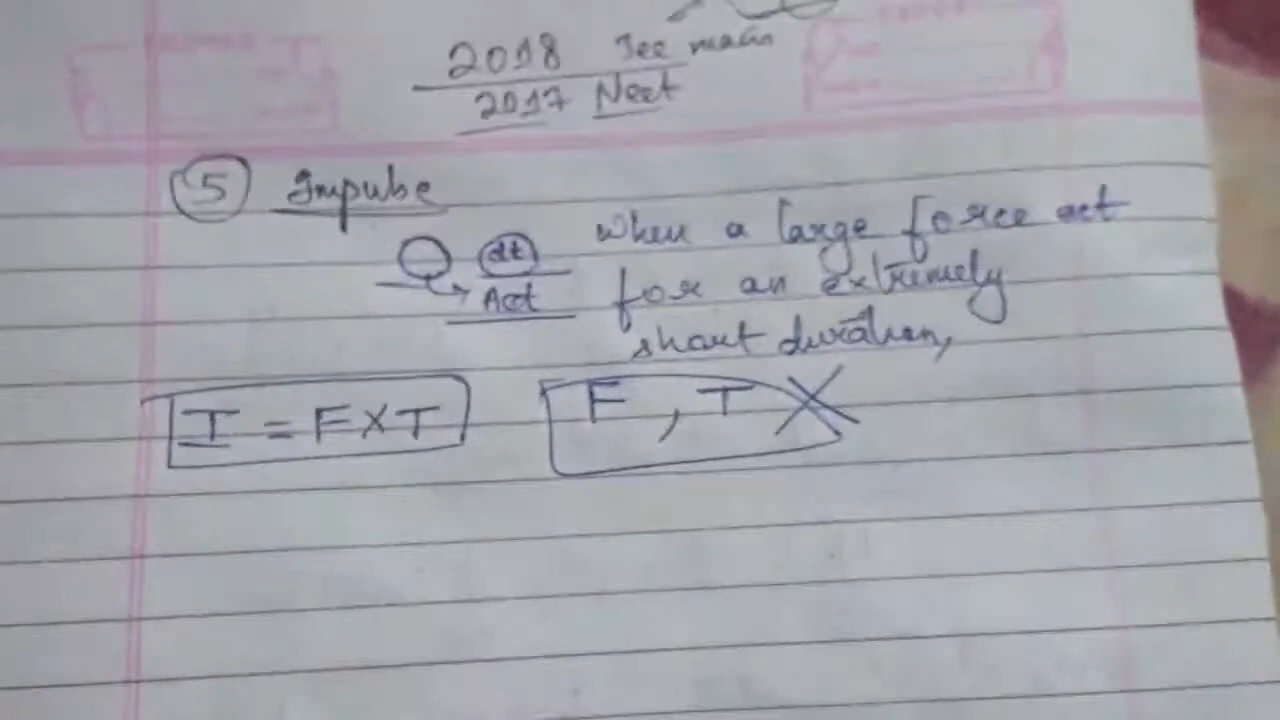 2018 Jee main
2017 Neet
5 Impulse
dt when a large force act
Act for an extremely
short duration,
I = F×T F, T